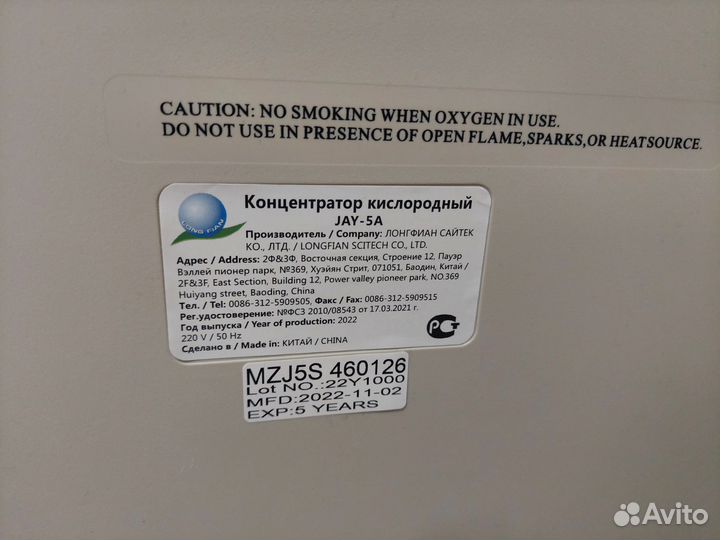 CAUTION: NO SMOKING WHEN OXYGEN IN USE.
DO NOT USE IN PRESENCE OF OPEN FLAME,SPARKS,OR HEAT SOURCE.
LONG FIAN
Концентратор кислородный
JAY-5A
Производитель / Company: ЛОНГФИАН САЙТЕК
КО., ЛТД. / LONGFIAN SCITECH CO., LTD.
Адрес / Address: 2Ф&3Ф, Восточная секция, Строение 12, Пауэр
Вэллей пионер парк, №369, Хуэйян Стрит, 071051, Баодин, Китай /
2F&3F, East Section, Building 12, Power valley pioneer park, NO.369
Huiyang street, Baoding, China
Тел. / Tel: 0086-312-5909505, Факс / Fax: 0086-312-5909515
Рег.удостоверение: №ФСЗ 2010/08543 от 17.03.2021 г.
Год выпуска / Year of production: 2022
220 V / 50 Hz
Сделано в / Made in: КИТАЙ / CHINA
MZJ5S 460126
Lot NO.:22Y1000
MFD:2022-11-02
EXP:5 YEARS
Avito